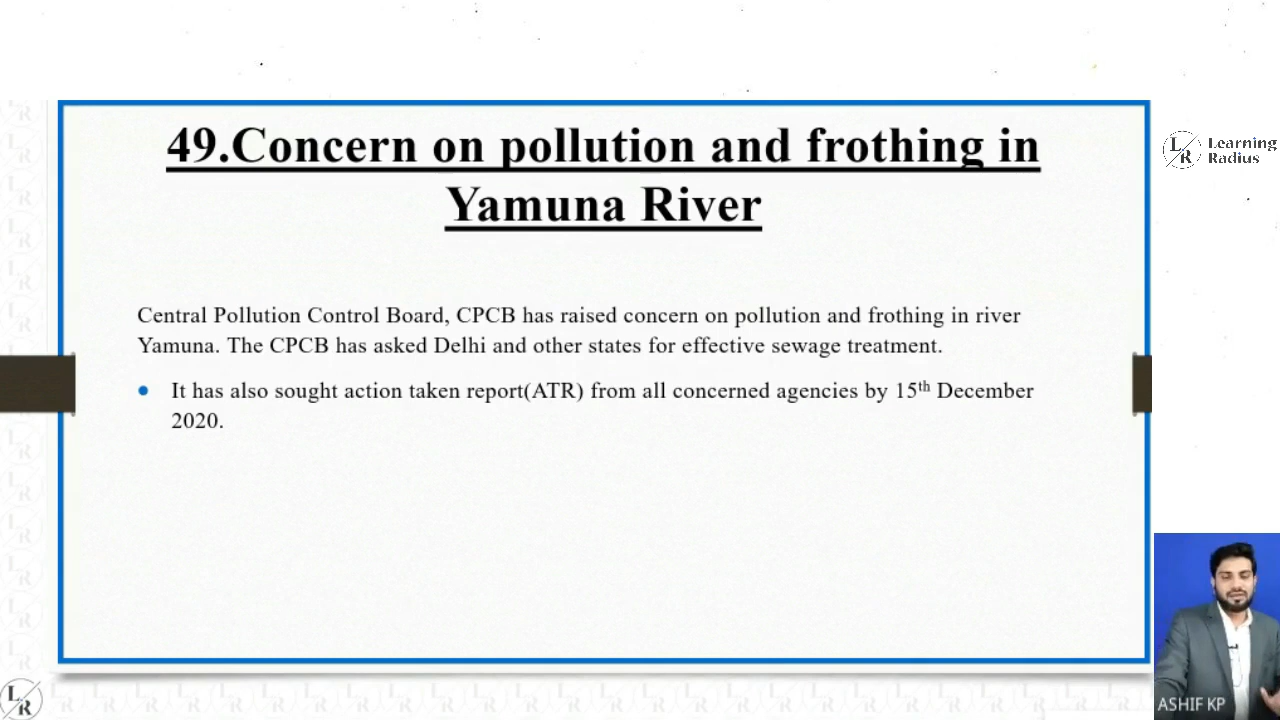 49.Concern on pollution and frothing in
Yamuna River
Central Pollution Control Board, CPCB has raised concern on pollution and frothing in river
Yamuna. The CPCB has asked Delhi and other states for effective sewage treatment.
• It has also sought action taken report(ATR) from all concerned agencies by 15th December
2020.
L/R Learning
Radius
L/R
ASHIF KP